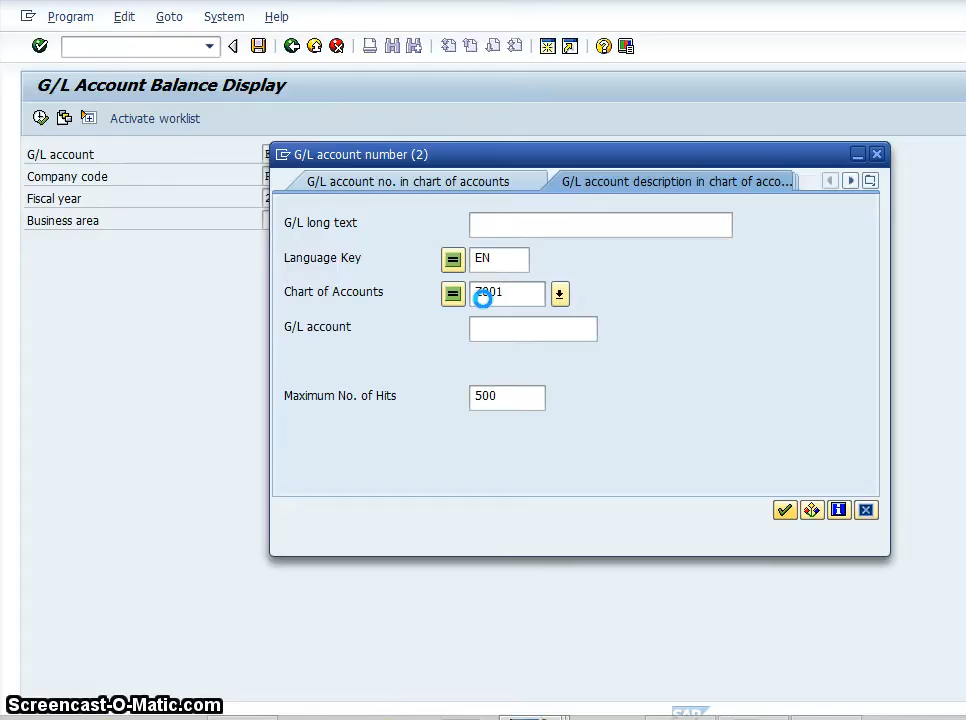 Program Edit Goto System Help
G/L Account Balance Display
Activate worklist
G/L account
Company code
Fiscal year
Business area
G/L account number (2)
G/L account no. in chart of accounts
G/L account description in chart of acco...
G/L long text
Language Key
EN
Chart of Accounts
G/L account
Maximum No. of Hits
500
Screencast-O-Matic.com
SAP